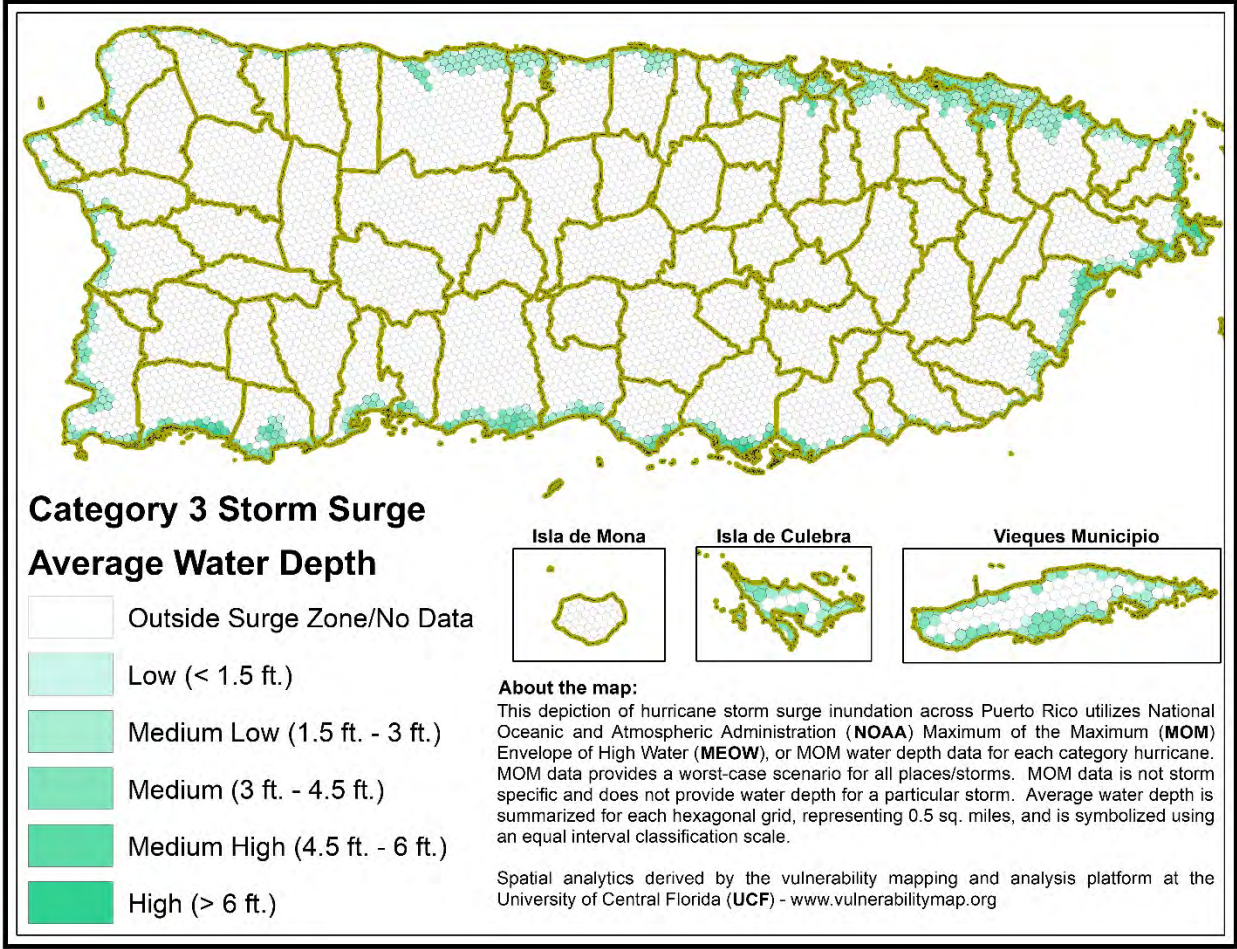 Category 3 Storm Surge
Average Water Depth
Outside Surge Zone/No Data
Low (< 1.5 ft.)
Medium Low (1.5 ft. - 3 ft.)
Medium (3 ft. - 4.5 ft.)
Medium High (4.5 ft. - 6 ft.)
High (> 6 ft.)
Isla de Mona
Isla de Culebra
Vieques Municipio
About the map:
This depiction of hurricane storm surge inundation across Puerto Rico utilizes National
Oceanic and Atmospheric Administration (NOAA) Maximum of the Maximum (MOM)
Envelope of High Water (MEOW), or MOM water depth data for each category hurricane.
MOM data provides a worst-case scenario for all places/storms. MOM data is not storm
specific and does not provide water depth for a particular storm. Average water depth is
summarized for each hexagonal grid, representing 0.5 sq. miles, and is symbolized using
an equal interval classification scale.
Spatial analytics derived by the vulnerability mapping and analysis platform at the
University of Central Florida (UCF) - www.vulnerabilitymap.org